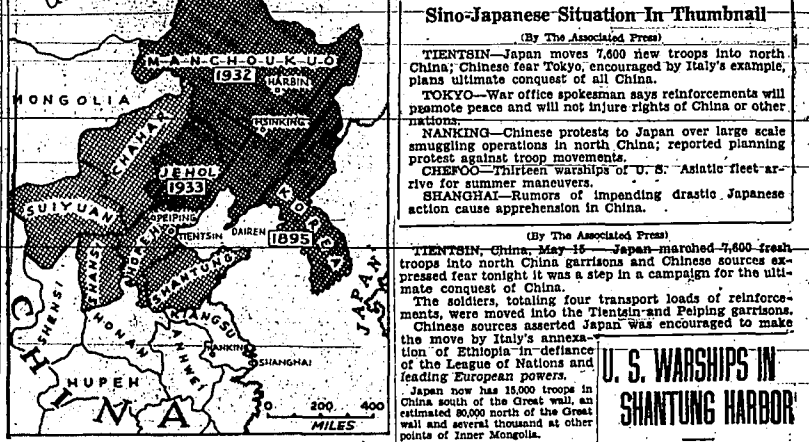 MANCHOUKUO
1932
HARBIN
MONGOLIA
HSINKING
CHAHAR
JEHOL
1933
SUIYUAN
PEIPING
TIENTSIN
DAIREN
KOREA
1895
SHANSI
HOPEH
SHANTUNG
SHENSI
HONAN
KIANGSU
ANHWEI
NANKING
SHANGHAI
HUPEH
CHINA
JAPAN
0 200 400
MILES
Sino-Japanese Situation In Thumbnail
(By The Associated Press)
TIENTSIN—Japan moves 7,600 new troops into north
China; Chinese fear Tokyo, encouraged by Italy's example,
plans ultimate conquest of all China.
TOKYO—War office spokesman says reinforcements will
promote peace and will not injure rights of China or other
nations.
NANKING—Chinese protests to Japan over large scale
smuggling operations in north China; reported planning
protest against troop movements.
CHEFOO—Thirteen warships of U. S. Asiatic fleet ar-
rive for summer maneuvers.
SHANGHAI—Rumors of impending drastic Japanese
action cause apprehension in China.
(By The Associated Press)
TIENTSIN, China, May 15—Japan marched 7,600 fresh
troops into north China garrisons and Chinese sources ex-
pressed fear tonight it was a step in a campaign for the ulti-
mate conquest of China.
The soldiers, totaling four transport loads of reinforce-
ments, were moved into the Tientsin and Peiping garrisons.
Chinese sources asserted Japan was encouraged to make
the move by Italy's annexa-
tion of Ethiopia in defiance
of the League of Nations and
leading European powers.
Japan now has 15,000 troops in
China south of the Great wall, an
estimated 80,000 north of the Great
wall and several thousand at other
points of Inner Mongolia.
U. S. WARSHIPS IN
SHANTUNG HARBOR